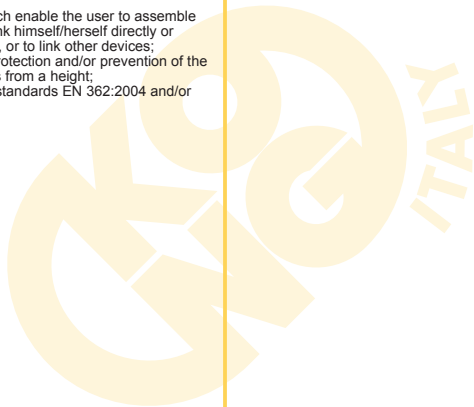 ch enable the user to assemble
nk himself/herself directly or
, or to link other devices;
rotection and/or prevention of the
s from a height;
standards EN 362:2004 and/or
KONG
ITALY